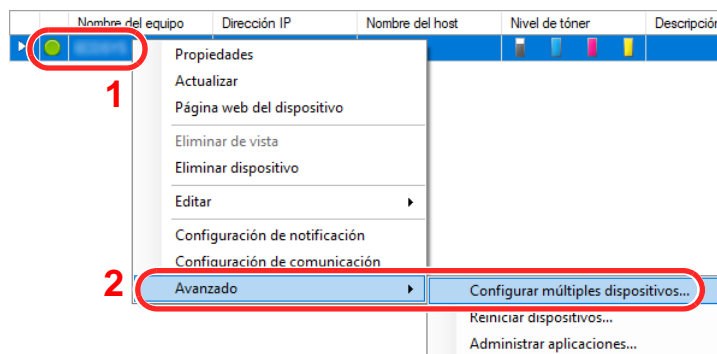 Nombre del equipo Dirección IP Nombre del host Nivel de tóner Descripción
1
Propiedades
Actualizar
Página web del dispositivo
Eliminar de vista
Eliminar dispositivo
Editar
Configuración de notificación
Configuración de comunicación
2
Avanzado
Configurar múltiples dispositivos...
Reiniciar dispositivos...
Administrar aplicaciones...